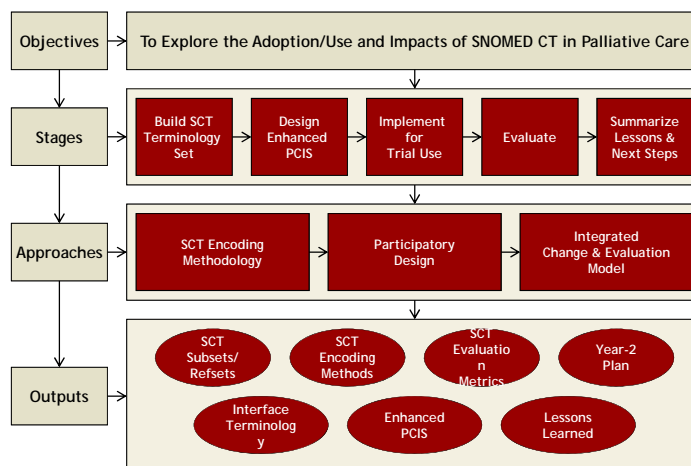 Objectives
To Explore the Adoption/Use and Impacts of SNOMED CT in Palliative Care
Stages
Build SCT
Terminology
Set
Design
Enhanced
PCIS
Implement
for
Trial Use
Evaluate
Summarize
Lessons &
Next Steps
Approaches
SCT Encoding
Methodology
Participatory
Design
Integrated
Change & Evaluation
Model
Outputs
SCT
Subsets/
Refsets
SCT
Encoding
Methods
SCT
Evaluatio
n
Metrics
Year-2
Plan
Interface
Terminolog
y
Enhanced
PCIS
Lessons
Learned